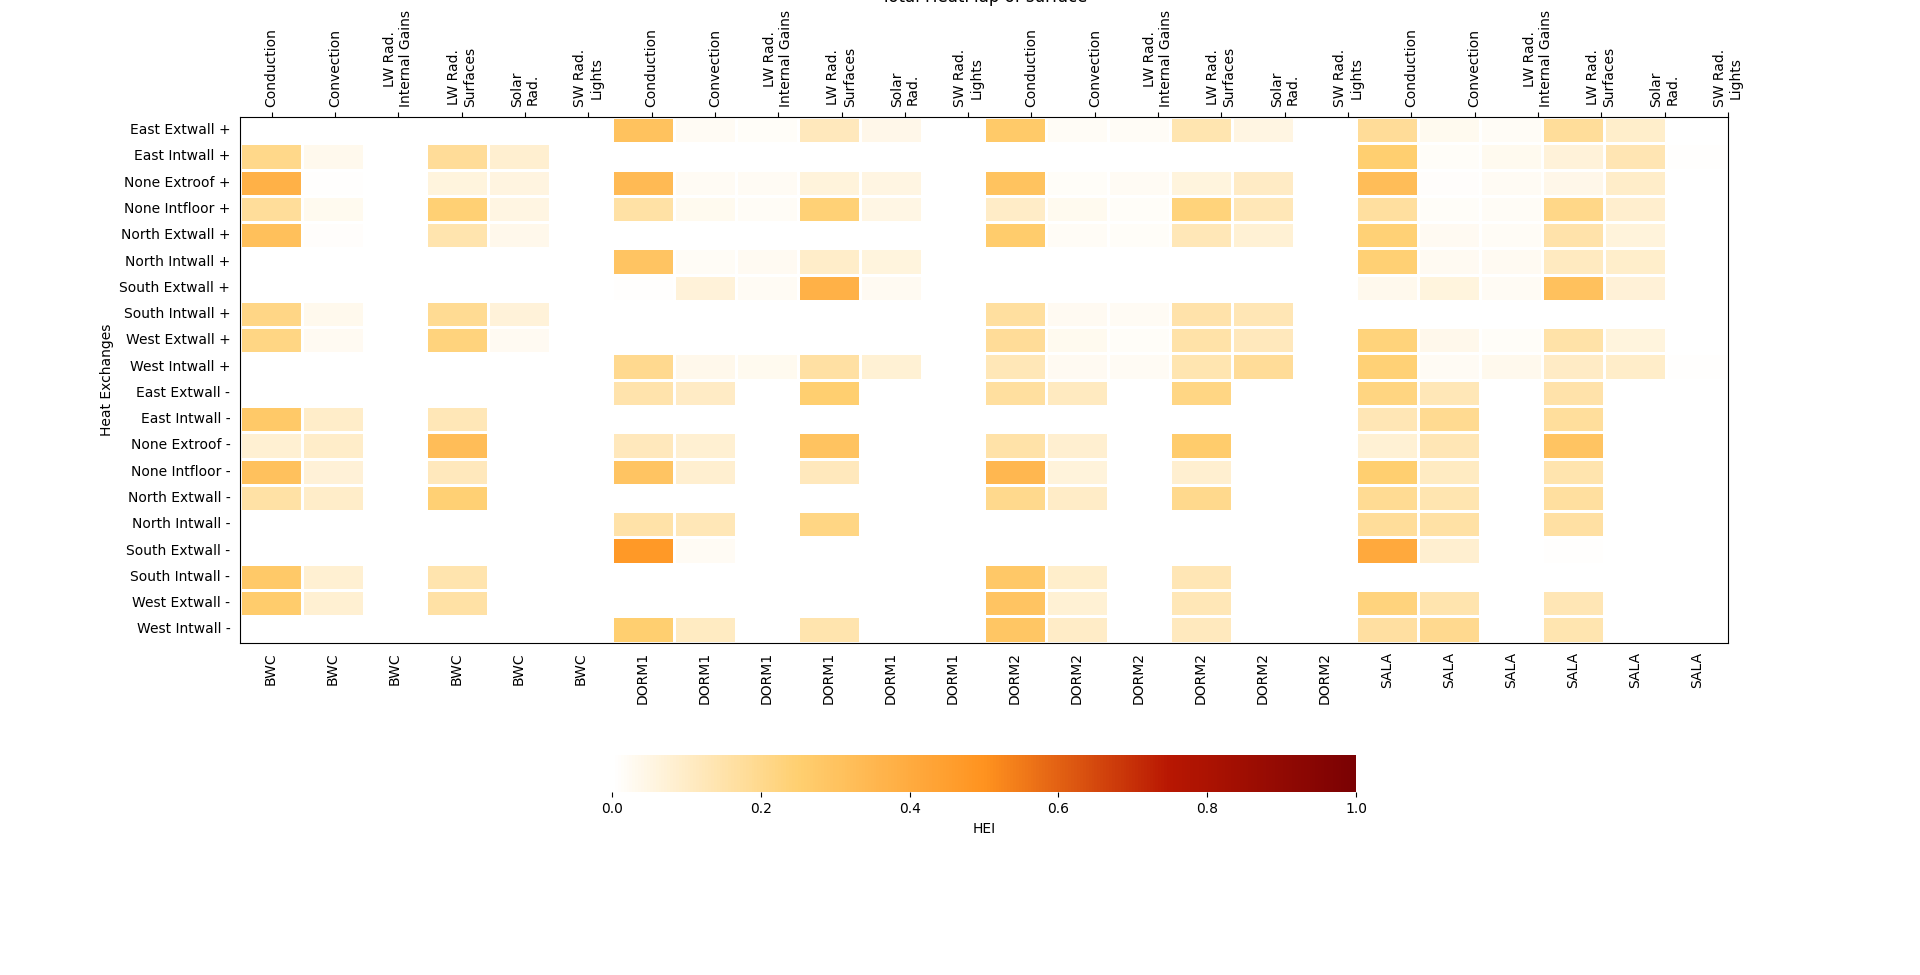 Total HeatMap of surface
Conduction
Convection
LW Rad.
Internal Gains
LW Rad.
Surfaces
Solar
Rad.
SW Rad.
Lights
Conduction
Convection
LW Rad.
Internal Gains
LW Rad.
Surfaces
Solar
Rad.
SW Rad.
Lights
Conduction
Convection
LW Rad.
Internal Gains
LW Rad.
Surfaces
Solar
Rad.
SW Rad.
Lights
Conduction
Convection
LW Rad.
Internal Gains
LW Rad.
Surfaces
Solar
Rad.
SW Rad.
Lights
Heat Exchanges
East Extwall +
East Intwall +
None Extroof +
None Intfloor +
North Extwall +
North Intwall +
South Extwall +
South Intwall +
West Extwall +
West Intwall +
East Extwall -
East Intwall -
None Extroof -
None Intfloor -
North Extwall -
North Intwall -
South Extwall -
South Intwall -
West Extwall -
West Intwall -
BWC
BWC
BWC
BWC
BWC
BWC
DORM1
DORM1
DORM1
DORM1
DORM1
DORM1
DORM2
DORM2
DORM2
DORM2
DORM2
DORM2
SALA
SALA
SALA
SALA
SALA
SALA
0.0 0.2 0.4 0.6 0.8 1.0
HEI